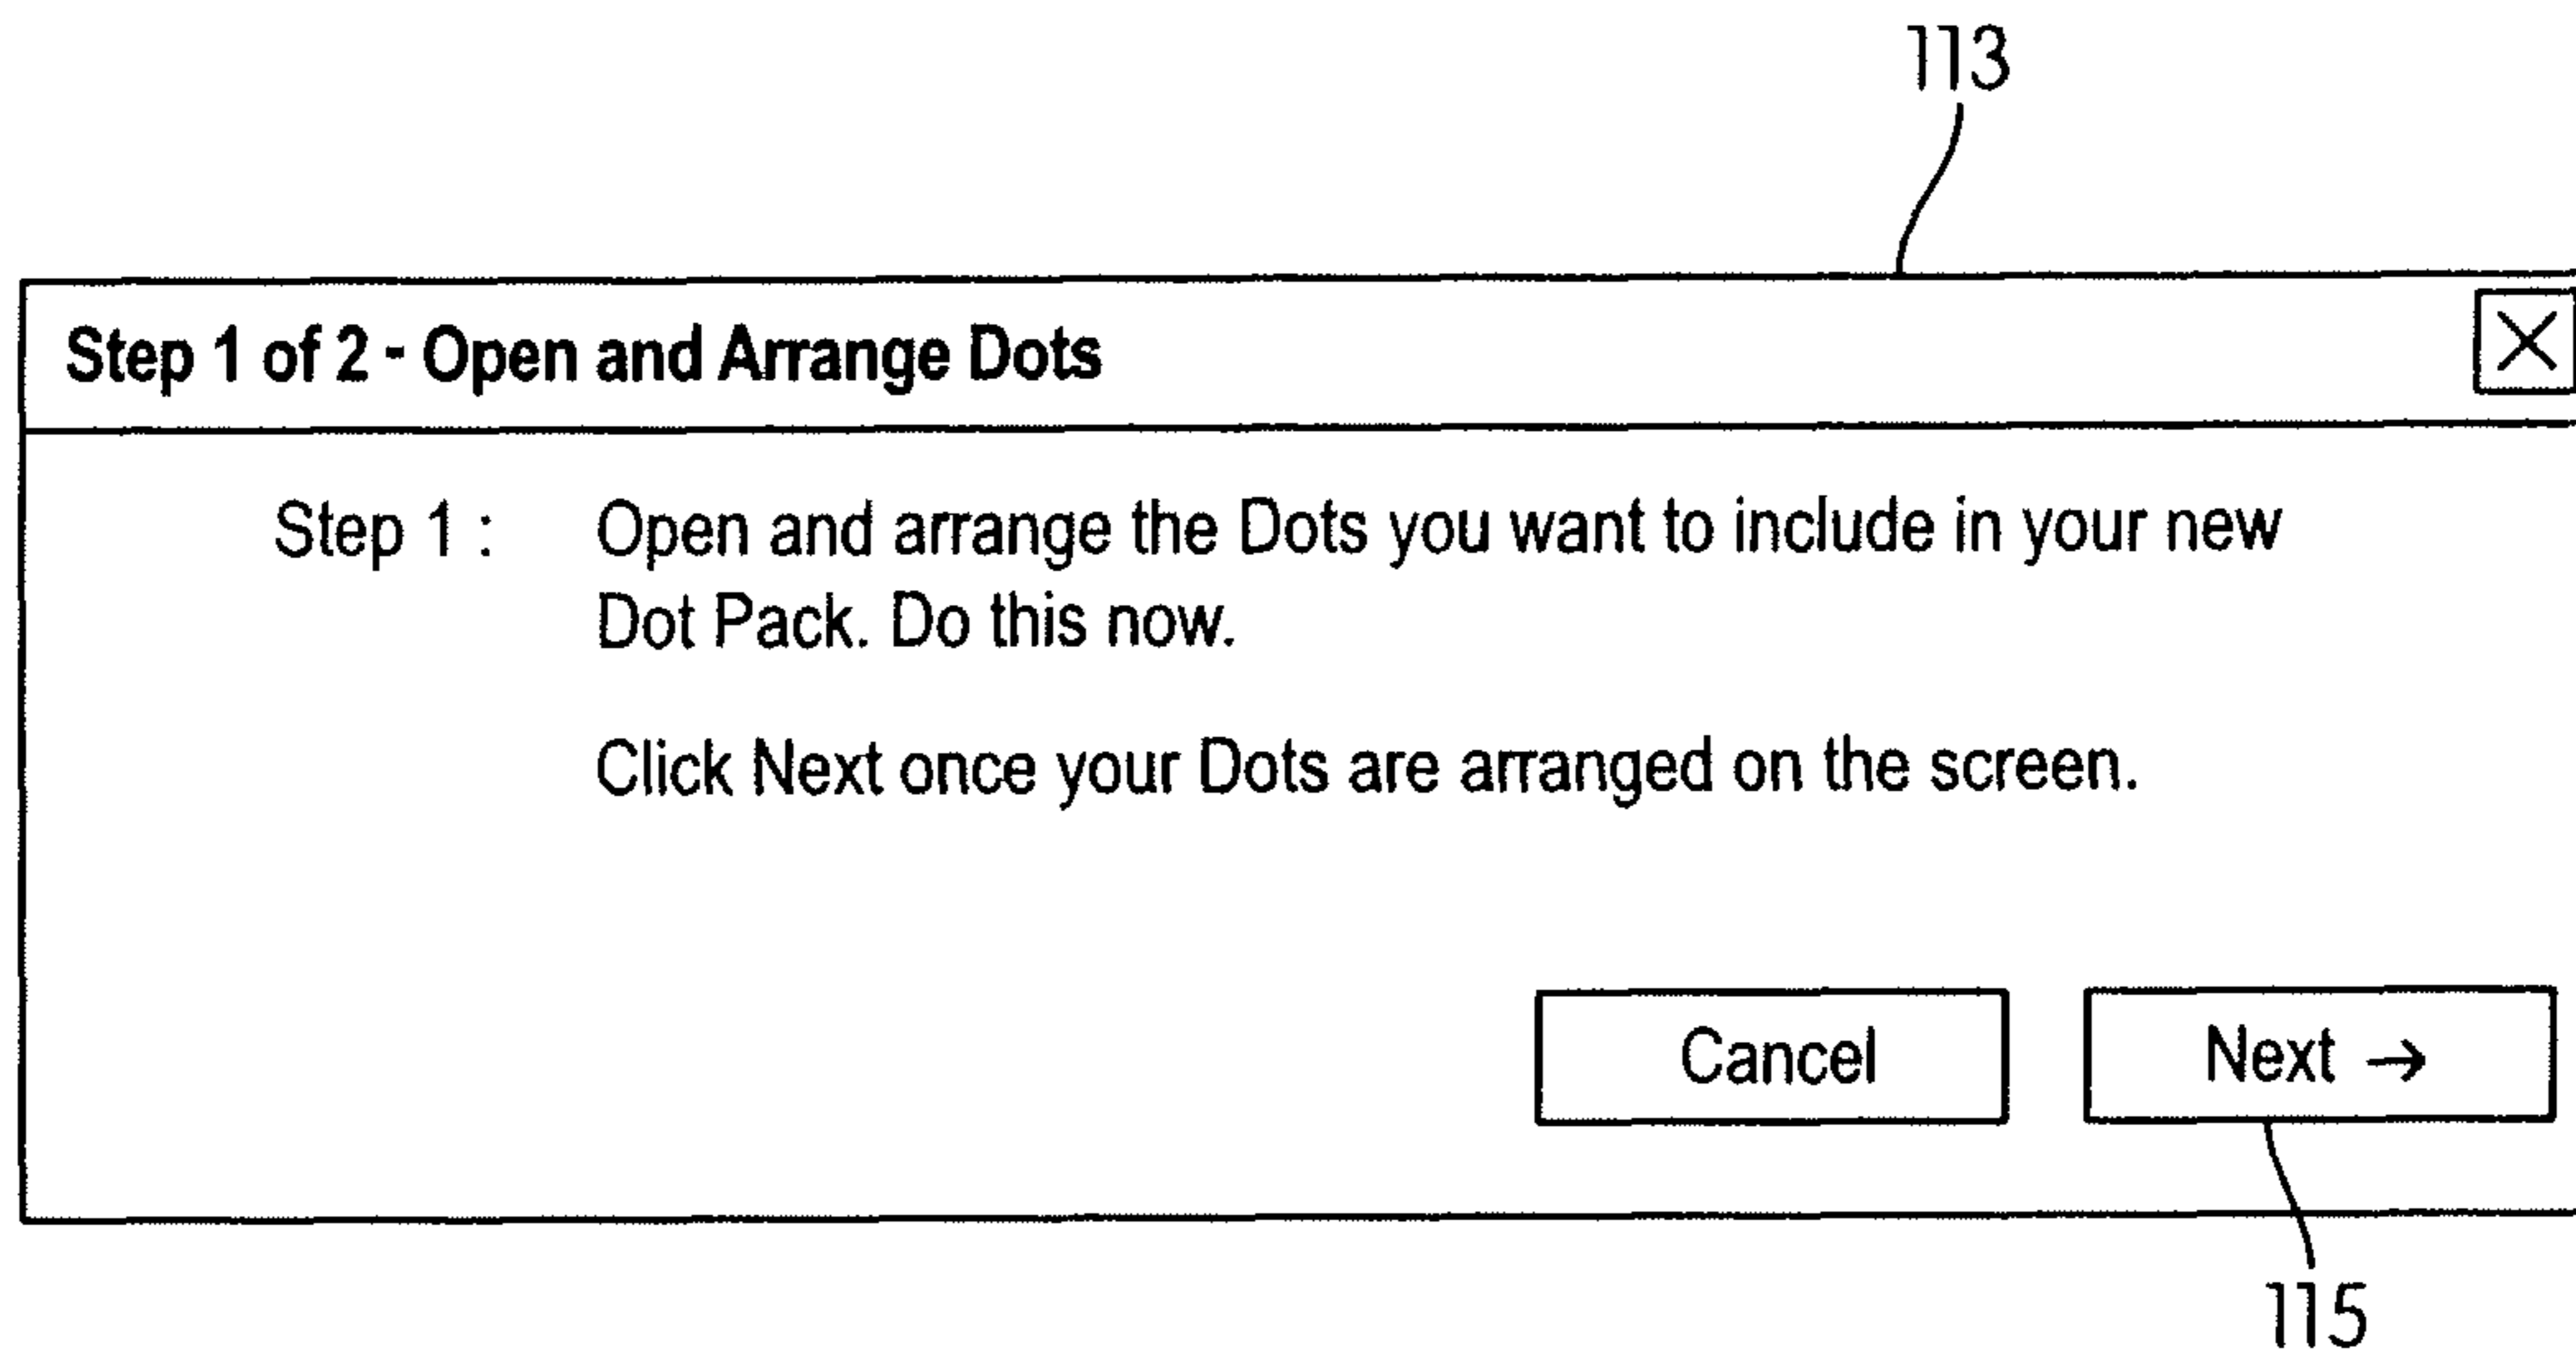 113
Step 1 of 2 - Open and Arrange Dots
Step 1 : Open and arrange the Dots you want to include in your new
Dot Pack. Do this now.
Click Next once your Dots are arranged on the screen.
Cancel Next →
115